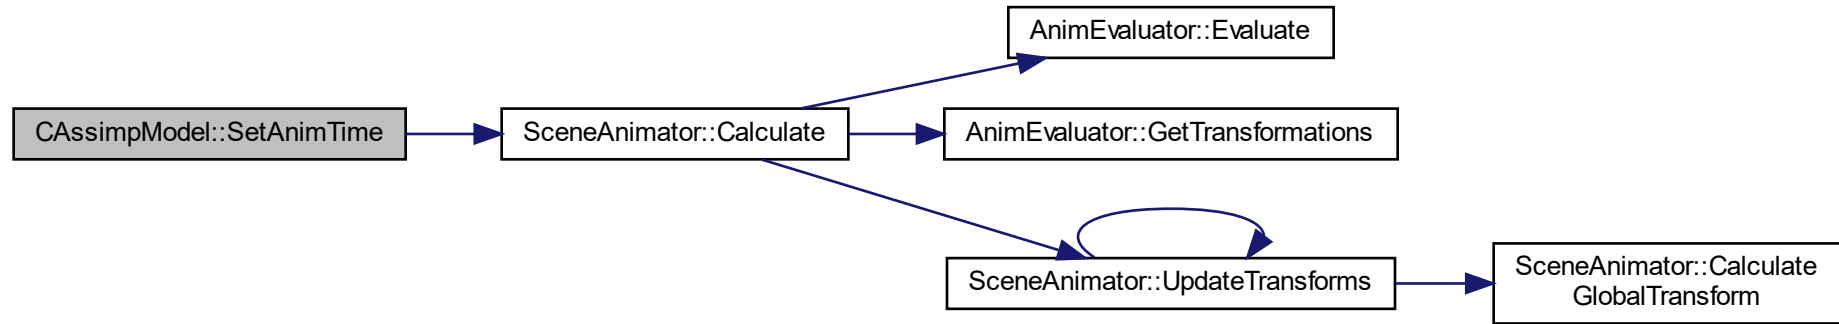 AnimEvaluator::Evaluate
CAssimpModel::SetAnimTime
SceneAnimator::Calculate
AnimEvaluator::GetTransformations
SceneAnimator::UpdateTransforms
SceneAnimator::Calculate
GlobalTransform